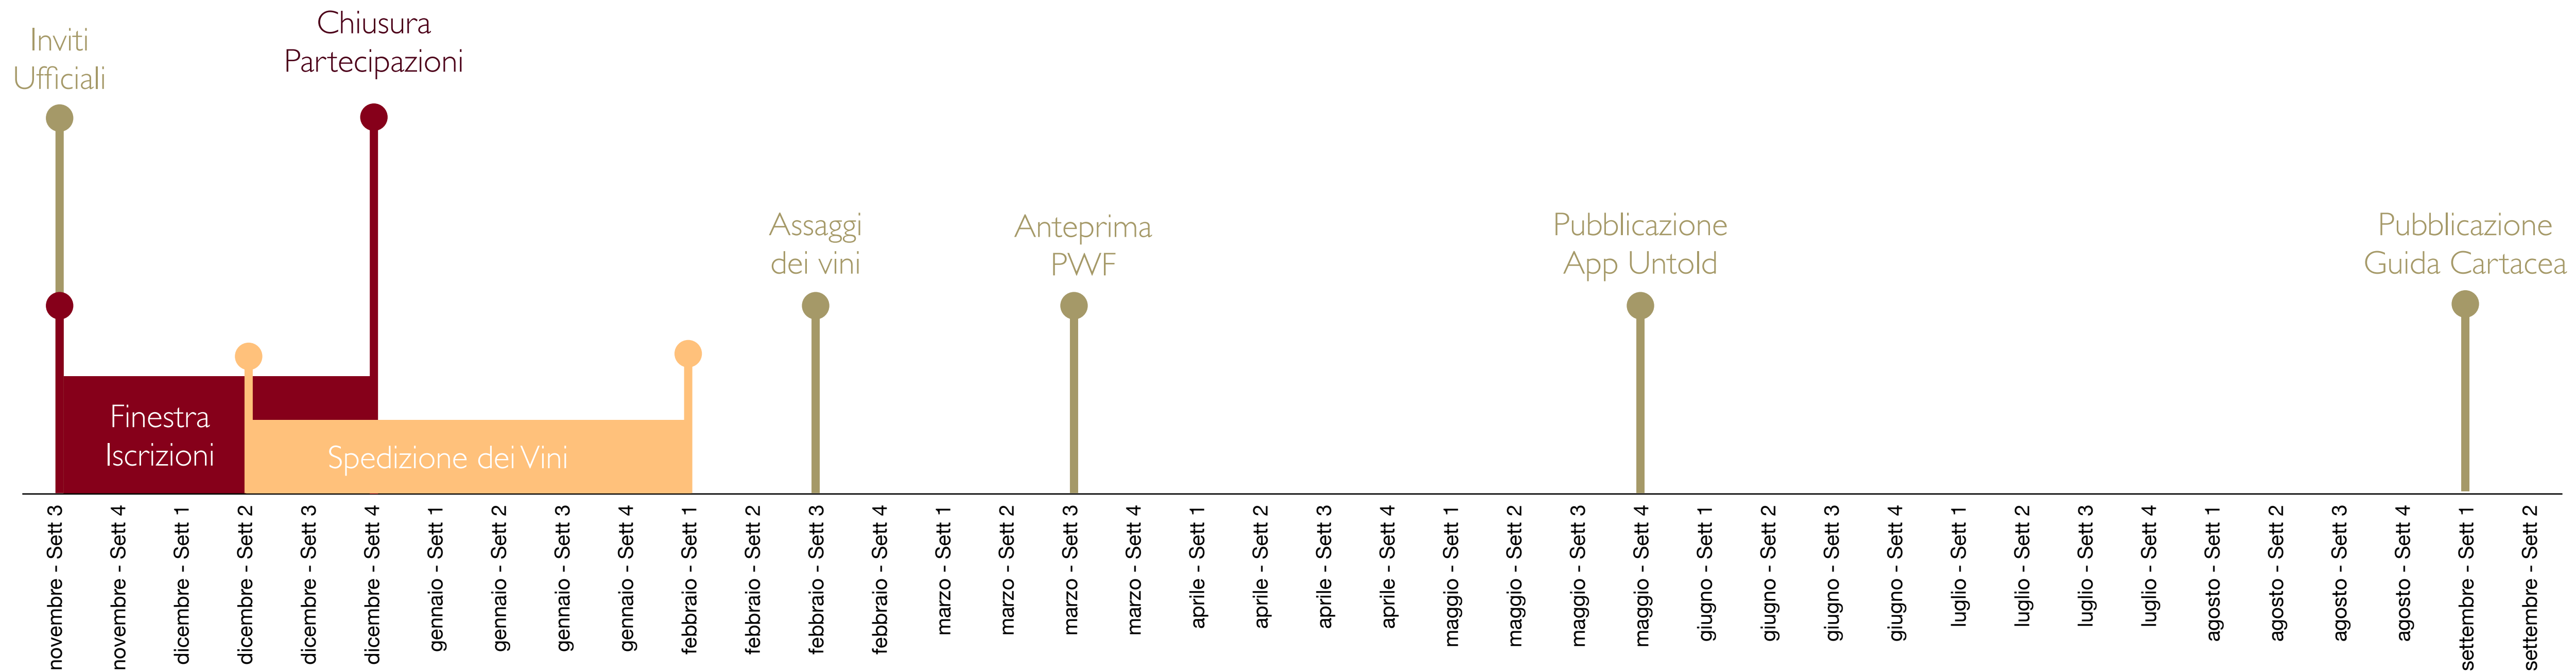 Inviti
Ufficiali
Chiusura
Partecipazioni
Assaggi
dei vini
Anteprima
PWF
Pubblicazione
App Untold
Pubblicazione
Guida Cartacea
Finestra
Iscrizioni
Spedizione dei Vini
novembre - Sett 3
novembre - Sett 4
dicembre - Sett 1
dicembre - Sett 2
dicembre - Sett 3
dicembre - Sett 4
gennaio - Sett 1
gennaio - Sett 2
gennaio - Sett 3
gennaio - Sett 4
febbraio - Sett 1
febbraio - Sett 2
febbraio - Sett 3
febbraio - Sett 4
marzo - Sett 1
marzo - Sett 2
marzo - Sett 3
marzo - Sett 4
aprile - Sett 1
aprile - Sett 2
aprile - Sett 3
aprile - Sett 4
maggio - Sett 1
maggio - Sett 2
maggio - Sett 3
maggio - Sett 4
giugno - Sett 1
giugno - Sett 2
giugno - Sett 3
giugno - Sett 4
luglio - Sett 1
luglio - Sett 2
luglio - Sett 3
luglio - Sett 4
agosto - Sett 1
agosto - Sett 2
agosto - Sett 3
agosto - Sett 4
settembre - Sett 1
settembre - Sett 2